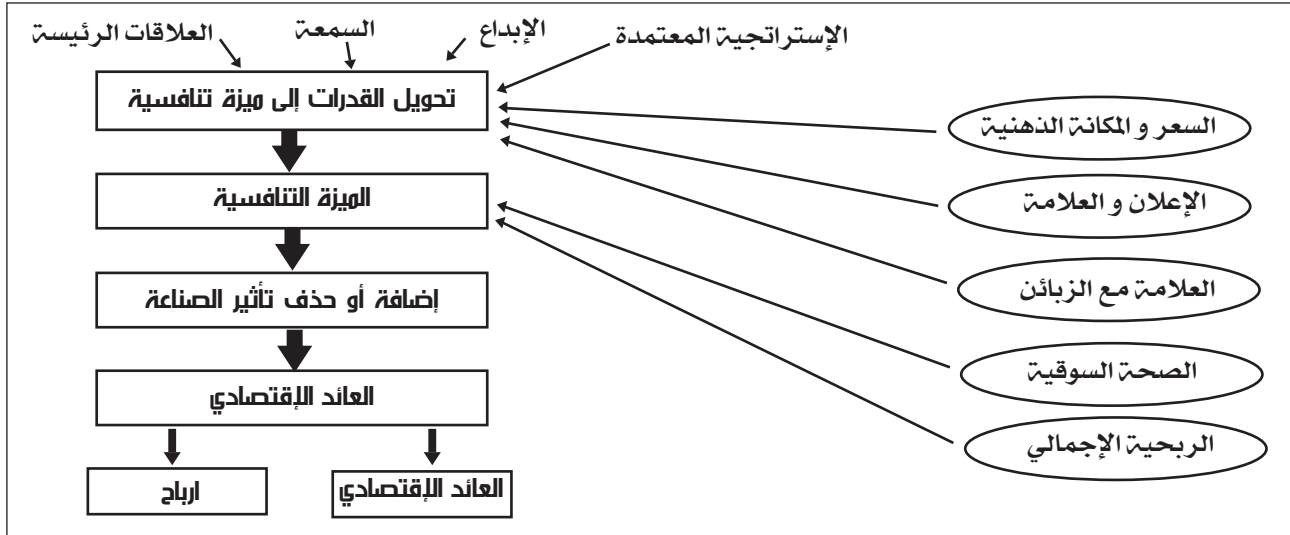 العلاقات الرئيسة
السمعة
الإبداع
الإستراتجية المعتمدة
تحويل القدرات إلى ميزة تنافسية
السعر و المكانة الذهنية
الميزة التنافسية
الإعلان و العلامة
إضافة أو حذف تأثير الصناعة
العلامة مع الزبائن
العائد الإقتصادي
الصحة السوقية
الربحية الإجمالي
ارباح
العائد الإقتصادي